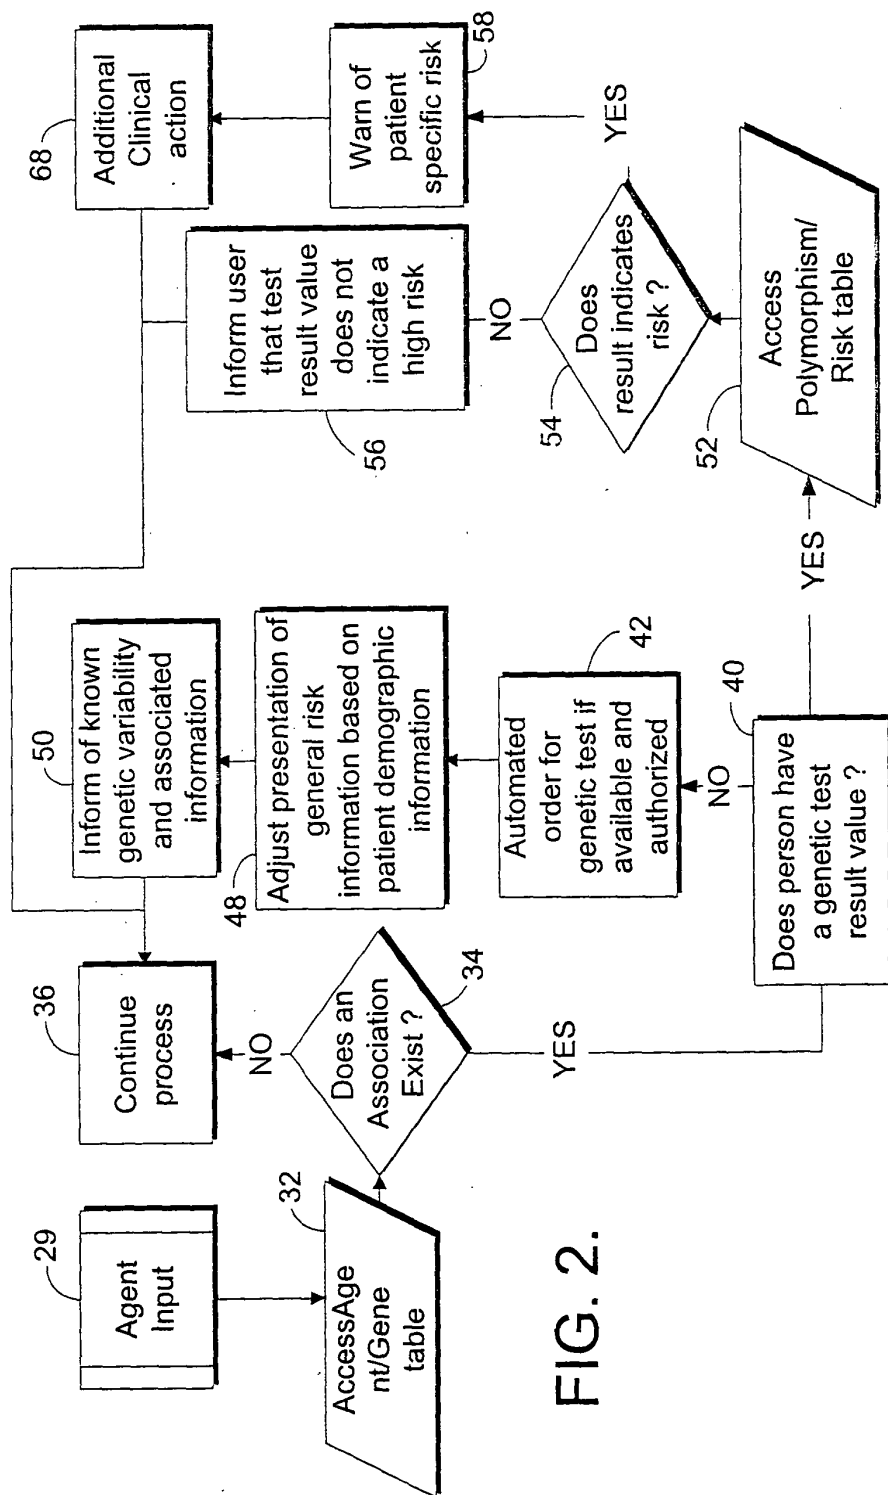 29
Agent
Input
32
AccessAge
nt/Gene
table
36
Continue
process
NO
Does an
Association
Exist ?
34
YES
50
Inform of known
genetic variability
and associated
information
48
Adjust presentation of
general risk
information based on
patient demographic
information
Automated
order for
genetic test if
available and
authorized
42
NO
40
Does person have
a genetic test
result value ?
YES
68
Additional
Clinical
action
Warn of
patient
specific risk
58
Inform user
that test
result value
does not
indicate a
high risk
56
NO
YES
54
Does
result indicates
risk ?
52
Access
Polymorphism/
Risk table
FIG. 2.